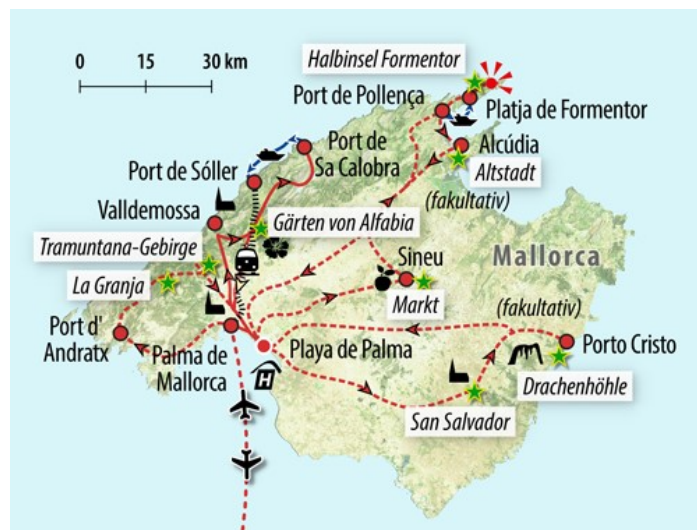 0 20 30 km
Halbinsel Formentor
Port de Pollença
Platja de Formentor
Port de
Sa Calobra
Alcúdia
Altstadt
(fakultativ)
Port de Sóller
Valldemossa
Gärten von Alfabia
Tramuntana-Gebirge
La Granja
Sineu
Markt
Mallorca
(fakultativ)
Port d'
Andratx
Palma de
Mallorca
Playa de Palma
Porto Cristo
Drachenhöhle
San Salvador
H